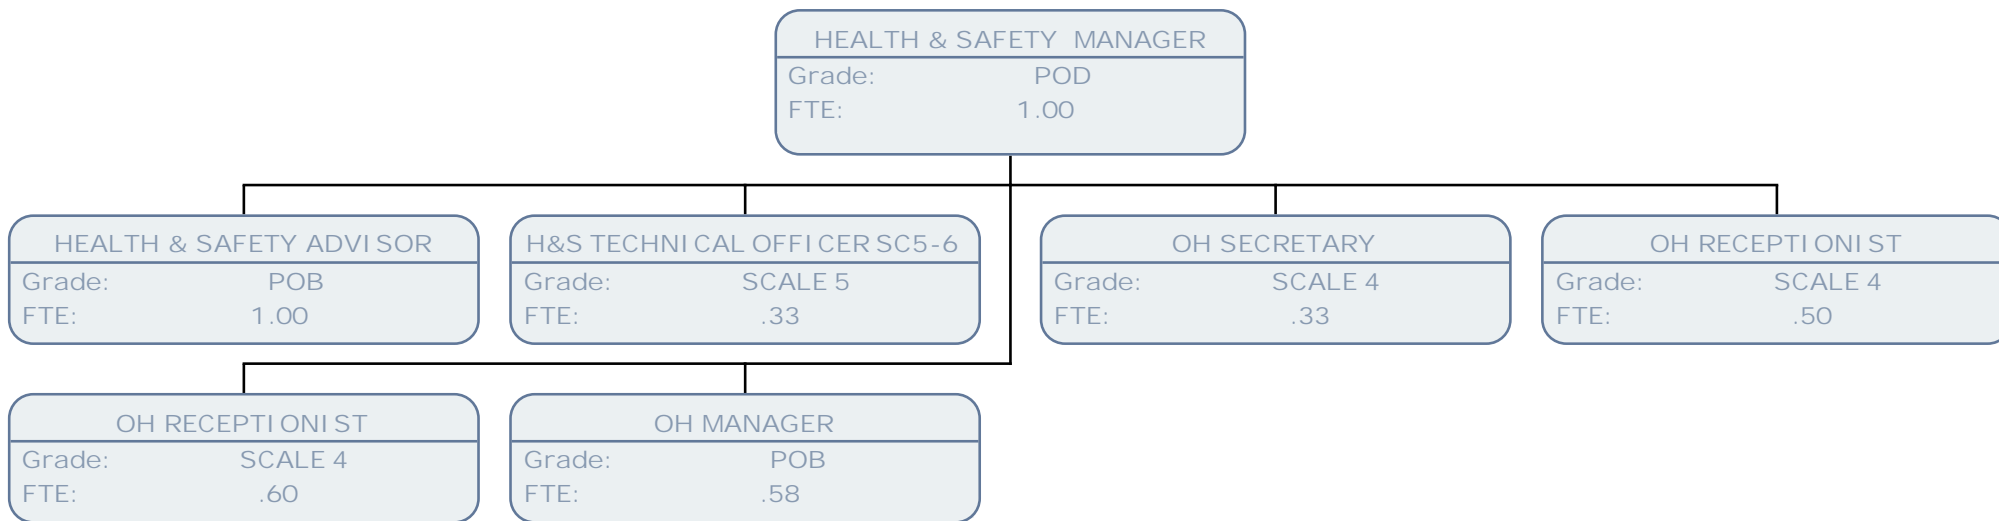 HEALTH & SAFETY MANAGER
Grade: POD
FTE: 1.00
HEALTH & SAFETY ADVISOR
Grade: POB
FTE: 1.00
H&S TECHNICAL OFFICER SC5-6
Grade: SCALE 5
FTE: .33
OH SECRETARY
Grade: SCALE 4
FTE: .33
OH RECEPTIONIST
Grade: SCALE 4
FTE: .50
OH RECEPTIONIST
Grade: SCALE 4
FTE: .60
OH MANAGER
Grade: POB
FTE: .58